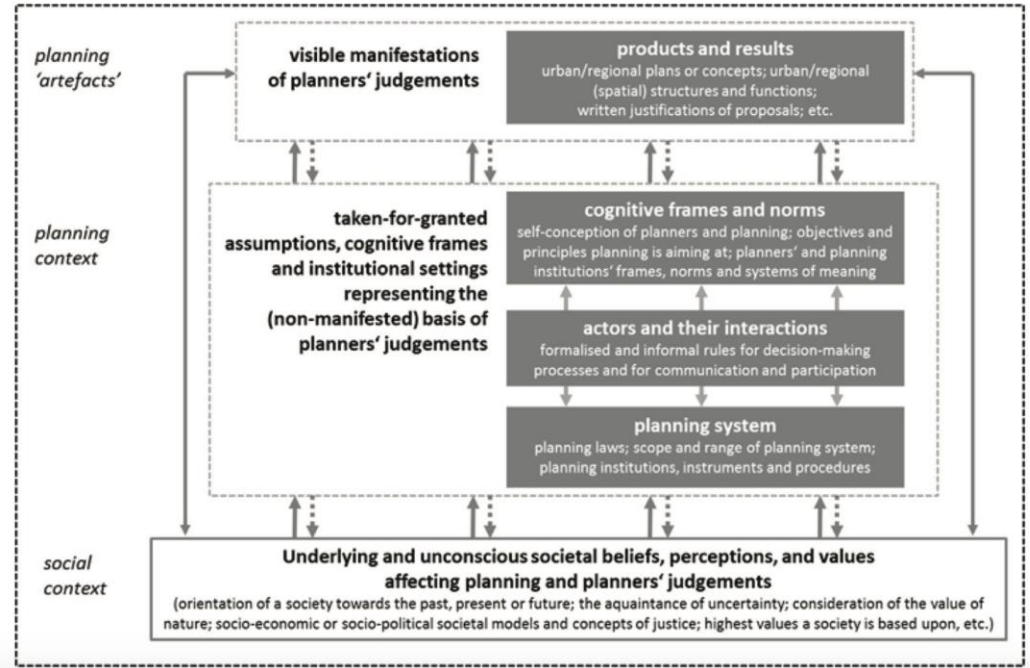 planning
‘artefacts’
visible manifestations
of planners‘ judgements
products and results
urban/regional plans or concepts; urban/regional
(spatial) structures and functions;
written justifications of proposals; etc.
planning
context
taken-for-granted
assumptions, cognitive frames
and institutional settings
representing the
(non-manifested) basis of
planners‘ judgements
cognitive frames and norms
self-conception of planners and planning; objectives and
principles planning is aiming at; planners’ and planning
institutions’ frames, norms and systems of meaning
actors and their interactions
formalised and informal rules for decision-making
processes and for communication and participation
planning system
planning laws; scope and range of planning system;
planning institutions, instruments and procedures
social
context
Underlying and unconscious societal beliefs, perceptions, and values
affecting planning and planners‘ judgements
(orientation of a society towards the past, present or future; the aquaintance of uncertainty; consideration of the value of
nature; socio-economic or socio-political societal models and concepts of justice; highest values a society is based upon, etc.)